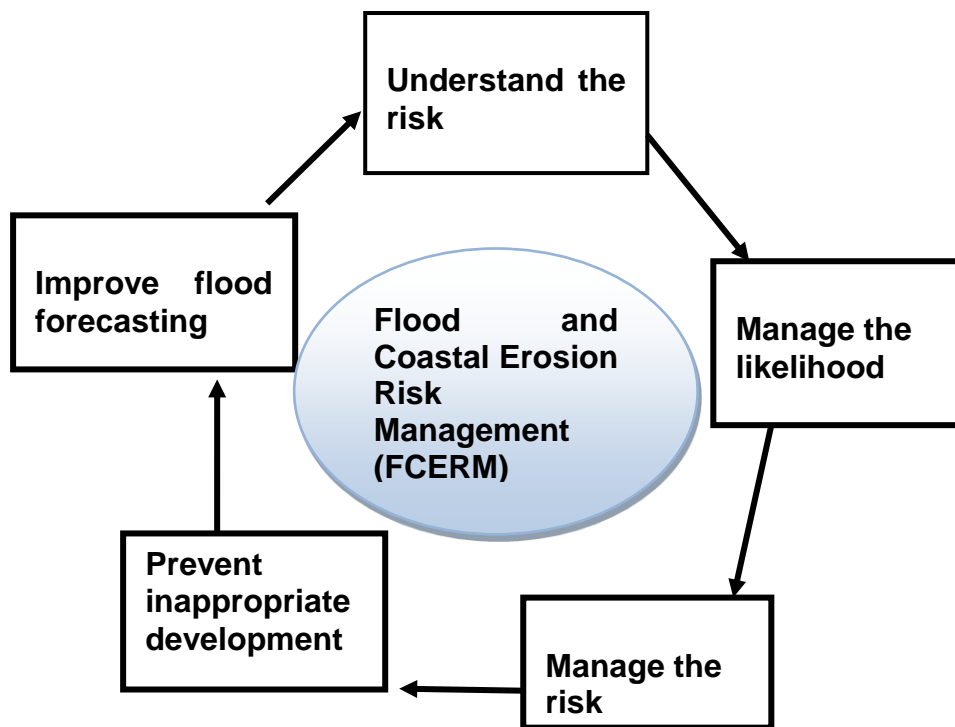 Understand the
risk
Manage the
likelihood
Manage the
risk
Prevent
inappropriate
development
Improve flood
forecasting
Flood and
Coastal Erosion
Risk
Management
(FCERM)